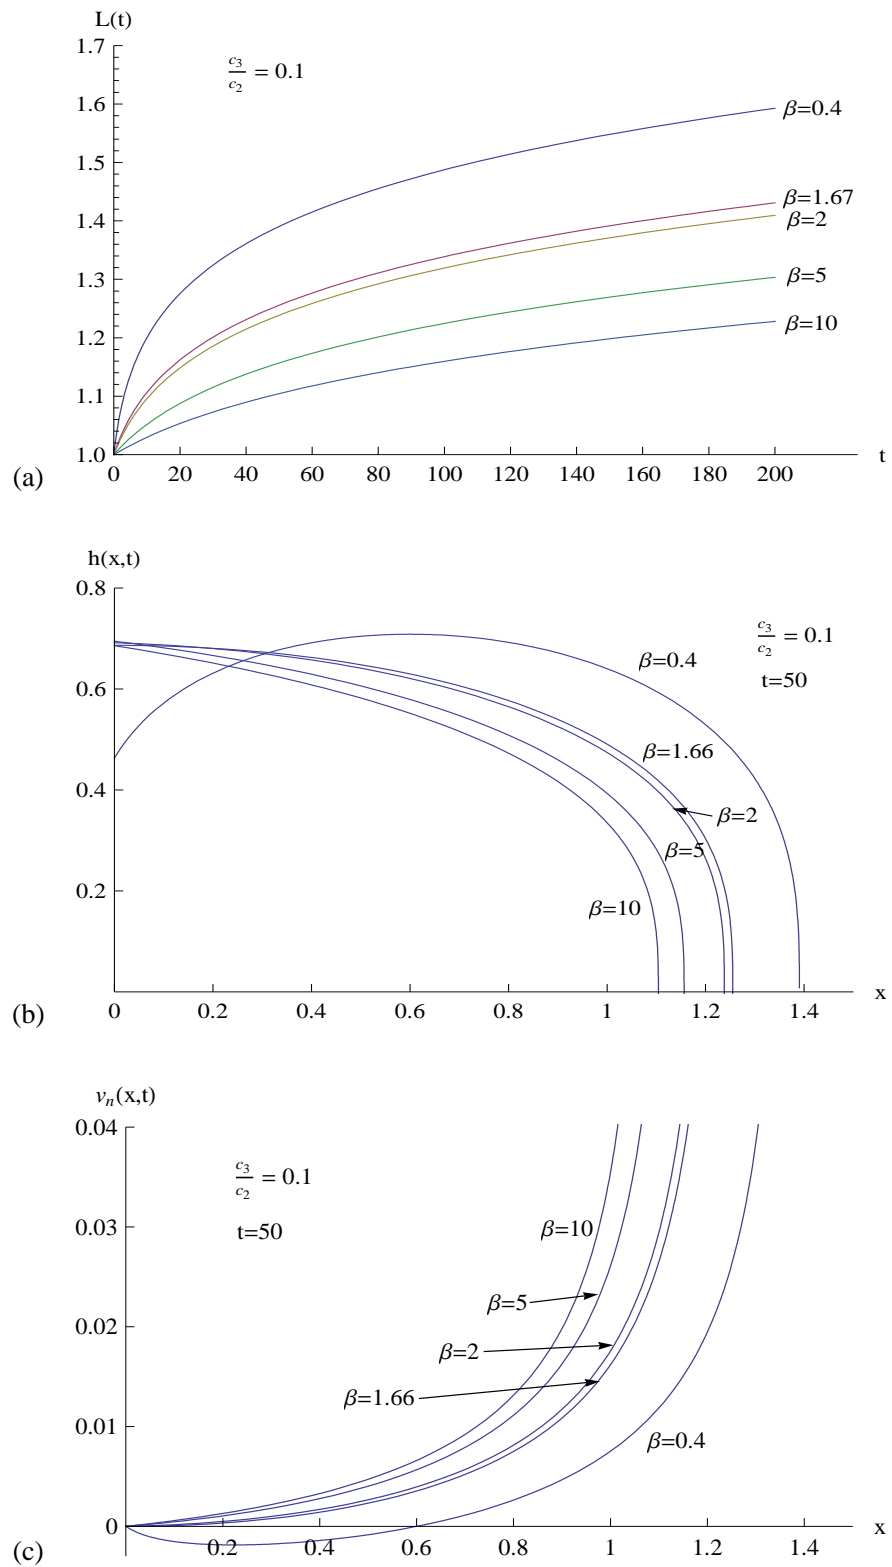 L(t)
1.7
1.6
1.5
1.4
1.3
1.2
1.1
1.0
c₃/c₂ = 0.1
β=0.4
β=1.67
β=2
β=5
β=10
0 20 40 60 80 100 120 140 160 180 200 t
(a)
h(x,t)
0.8
0.6
0.4
0.2
c₃/c₂ = 0.1
t=50
β=0.4
β=1.66
β=2
β=5
β=10
0 0.2 0.4 0.6 0.8 1 1.2 1.4 x
(b)
vₙ(x,t)
0.04
0.03
0.02
0.01
0
c₃/c₂ = 0.1
t=50
β=10
β=5
β=2
β=1.66
β=0.4
0.2 0.4 0.6 0.8 1 1.2 1.4 x
(c)